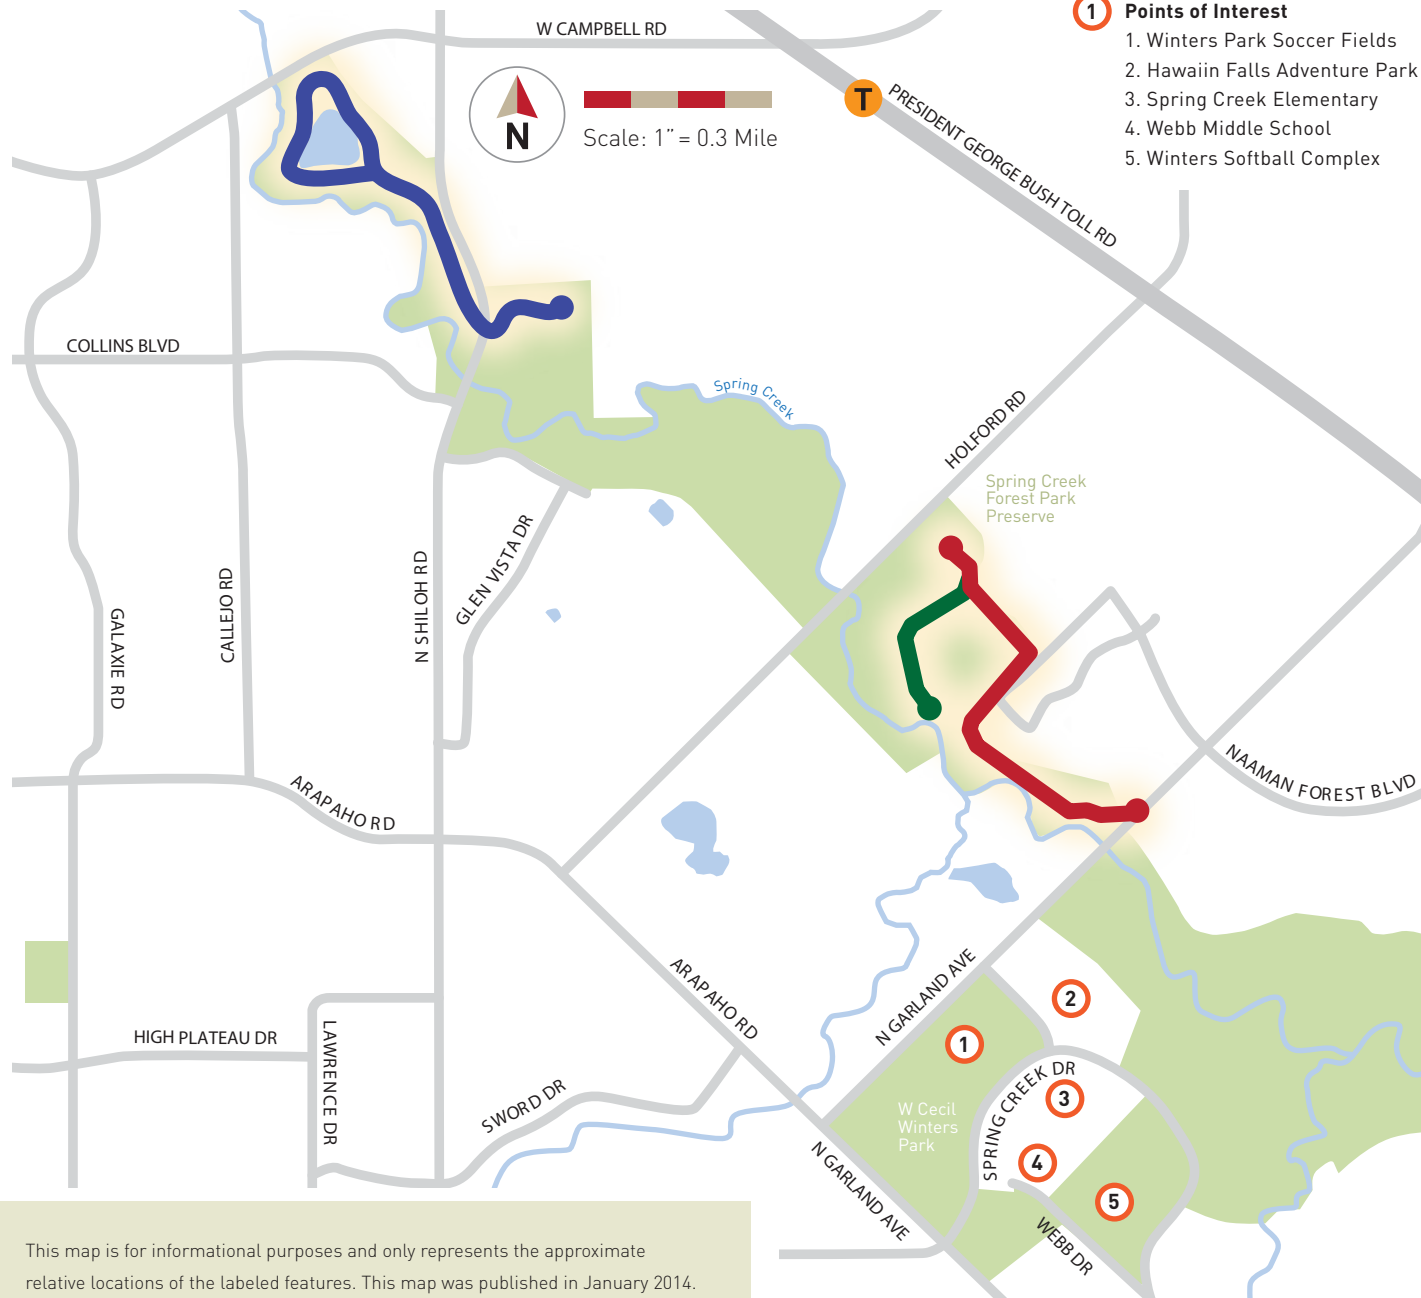 W CAMPBELL RD
1
Points of Interest
1. Winters Park Soccer Fields
2. Hawaiin Falls Adventure Park
3. Spring Creek Elementary
4. Webb Middle School
5. Winters Softball Complex
N
Scale: 1" = 0.3 Mile
T
PRESIDENT GEORGE BUSH TOLL RD
COLLINS BLVD
Spring Creek
HOLFORD RD
Spring Creek
Forest Park
Preserve
GLEN VISTA DR
N SHILOH RD
CALLEJO RD
GALAXIE RD
NAAMAN FOREST BLVD
ARAPAHO RD
ARAPAHO RD
N GARLAND AVE
2
1
HIGH PLATEAU DR
LAWRENCE DR
SWORD DR
SPRING CREEK DR
3
W Cecil
Winters
Park
4
5
N GARLAND AVE
WEBB DR
This map is for informational purposes and only represents the approximate
relative locations of the labeled features. This map was published in January 2014.